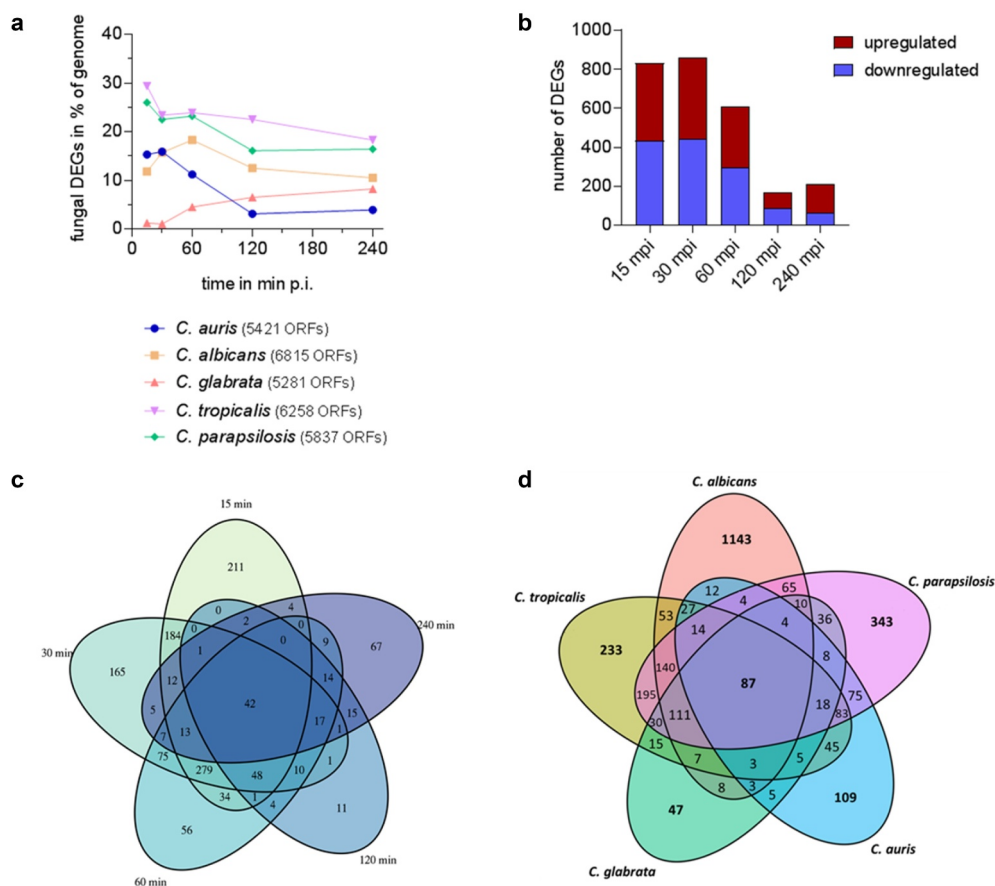 a
fungal DEGs in % of genome
40
30
20
10
0
0 60 120 180 240
time in min p.i.
C. auris (5421 ORFs)
C. albicans (6815 ORFs)
C. glabrata (5281 ORFs)
C. tropicalis (6258 ORFs)
C. parapsilosis (5837 ORFs)
b
number of DEGs
1000
800
600
400
200
0
15 mpi 30 mpi 60 mpi 120 mpi 240 mpi
upregulated
downregulated
c
15 min
211
0 2 4 240 min
184 0 0 9 67
30 min 1 0
165 12 14
42
5 17 15
7 13 1
75 279 48 10 1
34 1 4 11
56
120 min
60 min
d
C. albicans
1143
C. parapsilosis
12 4 65
C. tropicalis 53 27 10 36 343
14 4
233 140 8
87
195 18 75
30 111 83
15 7 3 5 45
8 3 5
47 109
C. auris
C. glabrata